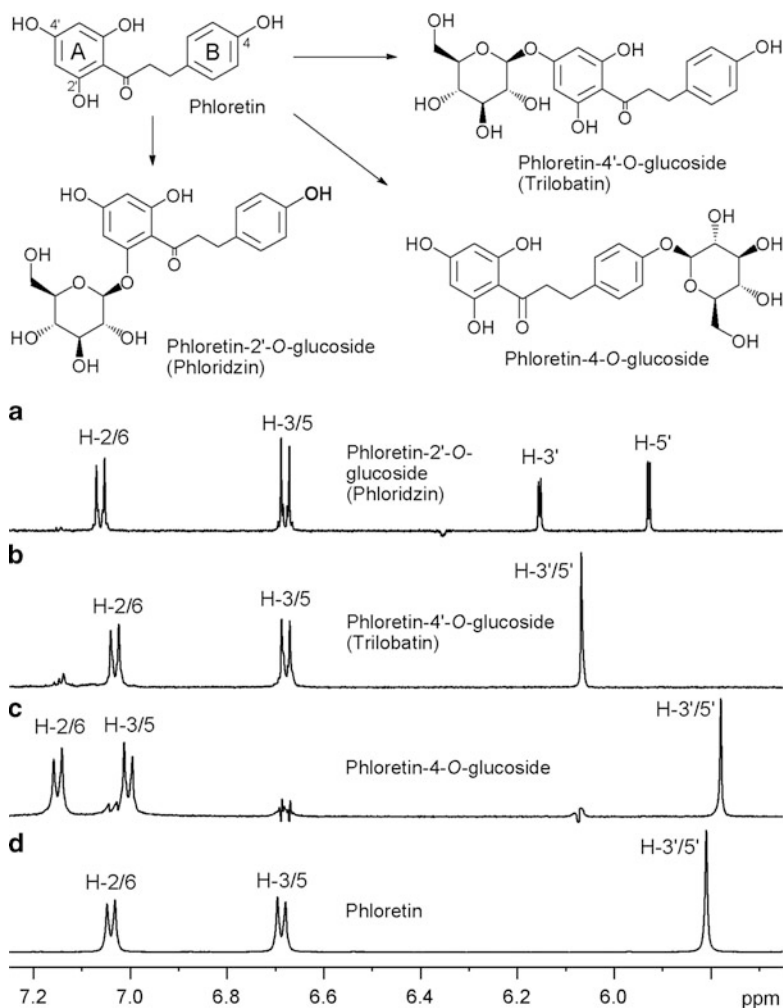 HO 4' OH A 2' OH O B 4 OH
Phloretin
HO O O OH
HO OH OH OH O OH
Phloretin-4'-O-glucoside
(Trilobatin)
HO OH OH
HO O O O
HO OH OH
Phloretin-2'-O-glucoside
(Phloridzin)
HO OH OH O O HO OH OH O HO OH
Phloretin-4-O-glucoside
a
H-2/6
H-3/5
Phloretin-2'-O-
glucoside
(Phloridzin)
H-3'
H-5'
b
H-2/6
H-3/5
Phloretin-4'-O-glucoside
(Trilobatin)
H-3'/5'
c
H-2/6
H-3/5
Phloretin-4-O-glucoside
H-3'/5'
d
H-2/6
H-3/5
Phloretin
H-3'/5'
7.2 7.0 6.8 6.6 6.4 6.2 6.0 ppm